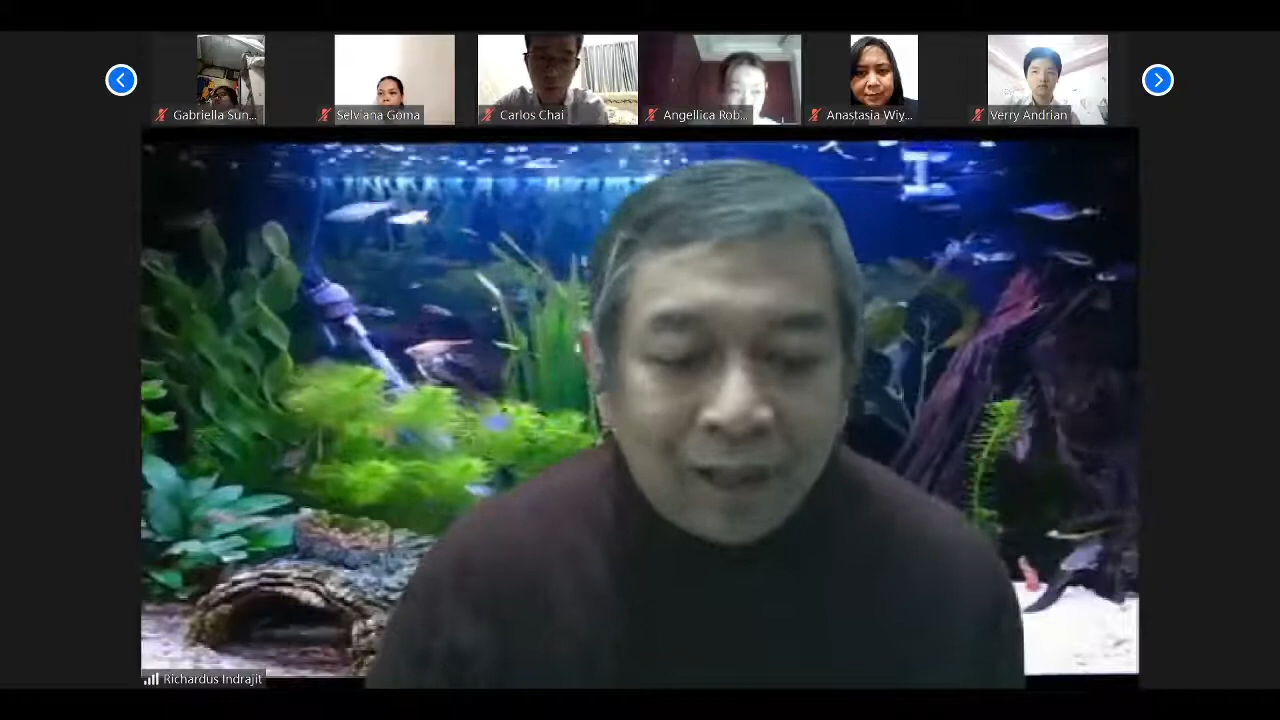 Gabriella Sun...
Selviana Goma
Carlos Chai
Angellica Rob...
Anastasia Wiy...
Verry Andrian
Richardus Indrajit